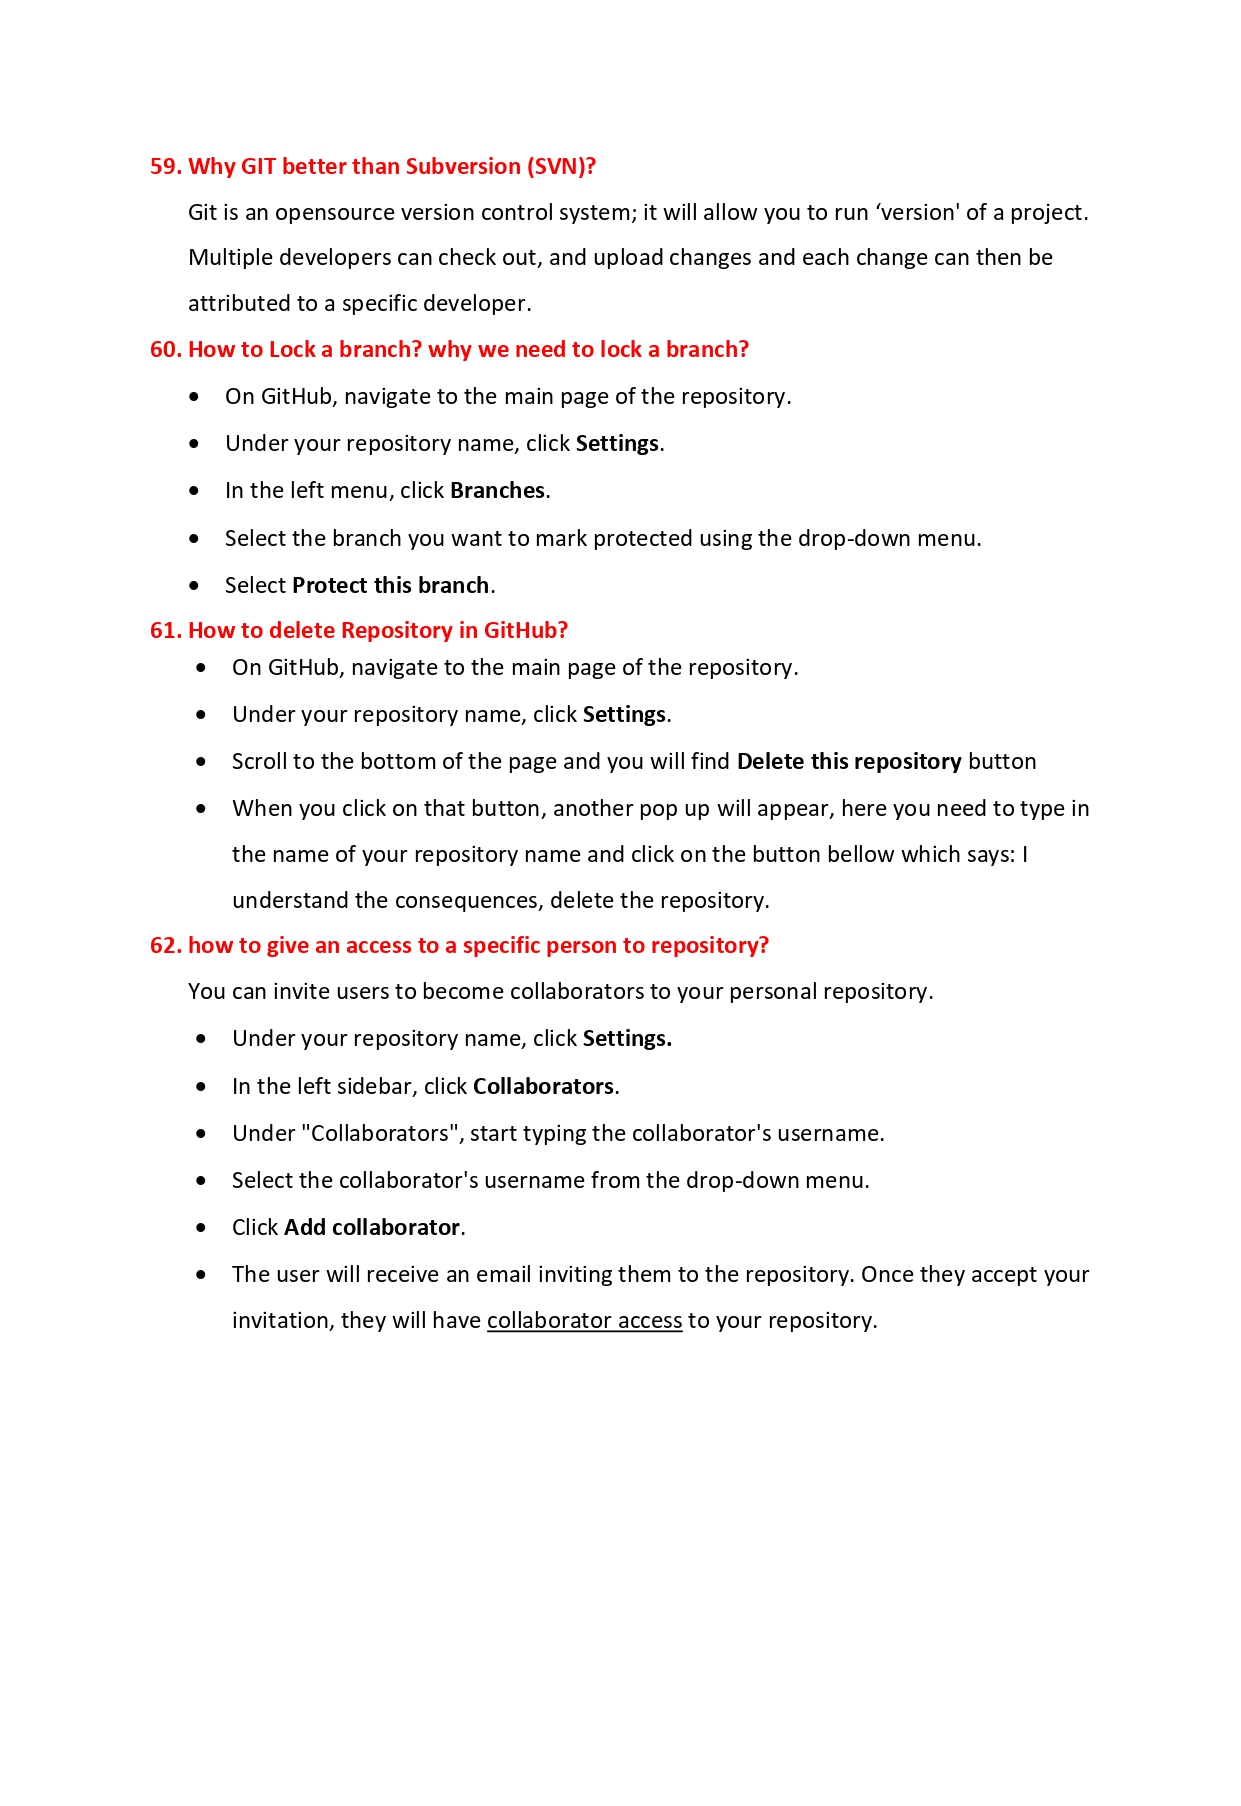 59. Why GIT better than Subversion (SVN)?
Git is an opensource version control system; it will allow you to run ‘version' of a project.
Multiple developers can check out, and upload changes and each change can then be
attributed to a specific developer.
60. How to Lock a branch? why we need to lock a branch?
• On GitHub, navigate to the main page of the repository.
• Under your repository name, click Settings.
• In the left menu, click Branches.
• Select the branch you want to mark protected using the drop-down menu.
• Select Protect this branch.
61. How to delete Repository in GitHub?
• On GitHub, navigate to the main page of the repository.
• Under your repository name, click Settings.
• Scroll to the bottom of the page and you will find Delete this repository button
• When you click on that button, another pop up will appear, here you need to type in
the name of your repository name and click on the button bellow which says: I
understand the consequences, delete the repository.
62. how to give an access to a specific person to repository?
You can invite users to become collaborators to your personal repository.
• Under your repository name, click Settings.
• In the left sidebar, click Collaborators.
• Under "Collaborators", start typing the collaborator's username.
• Select the collaborator's username from the drop-down menu.
• Click Add collaborator.
• The user will receive an email inviting them to the repository. Once they accept your
invitation, they will have collaborator access to your repository.